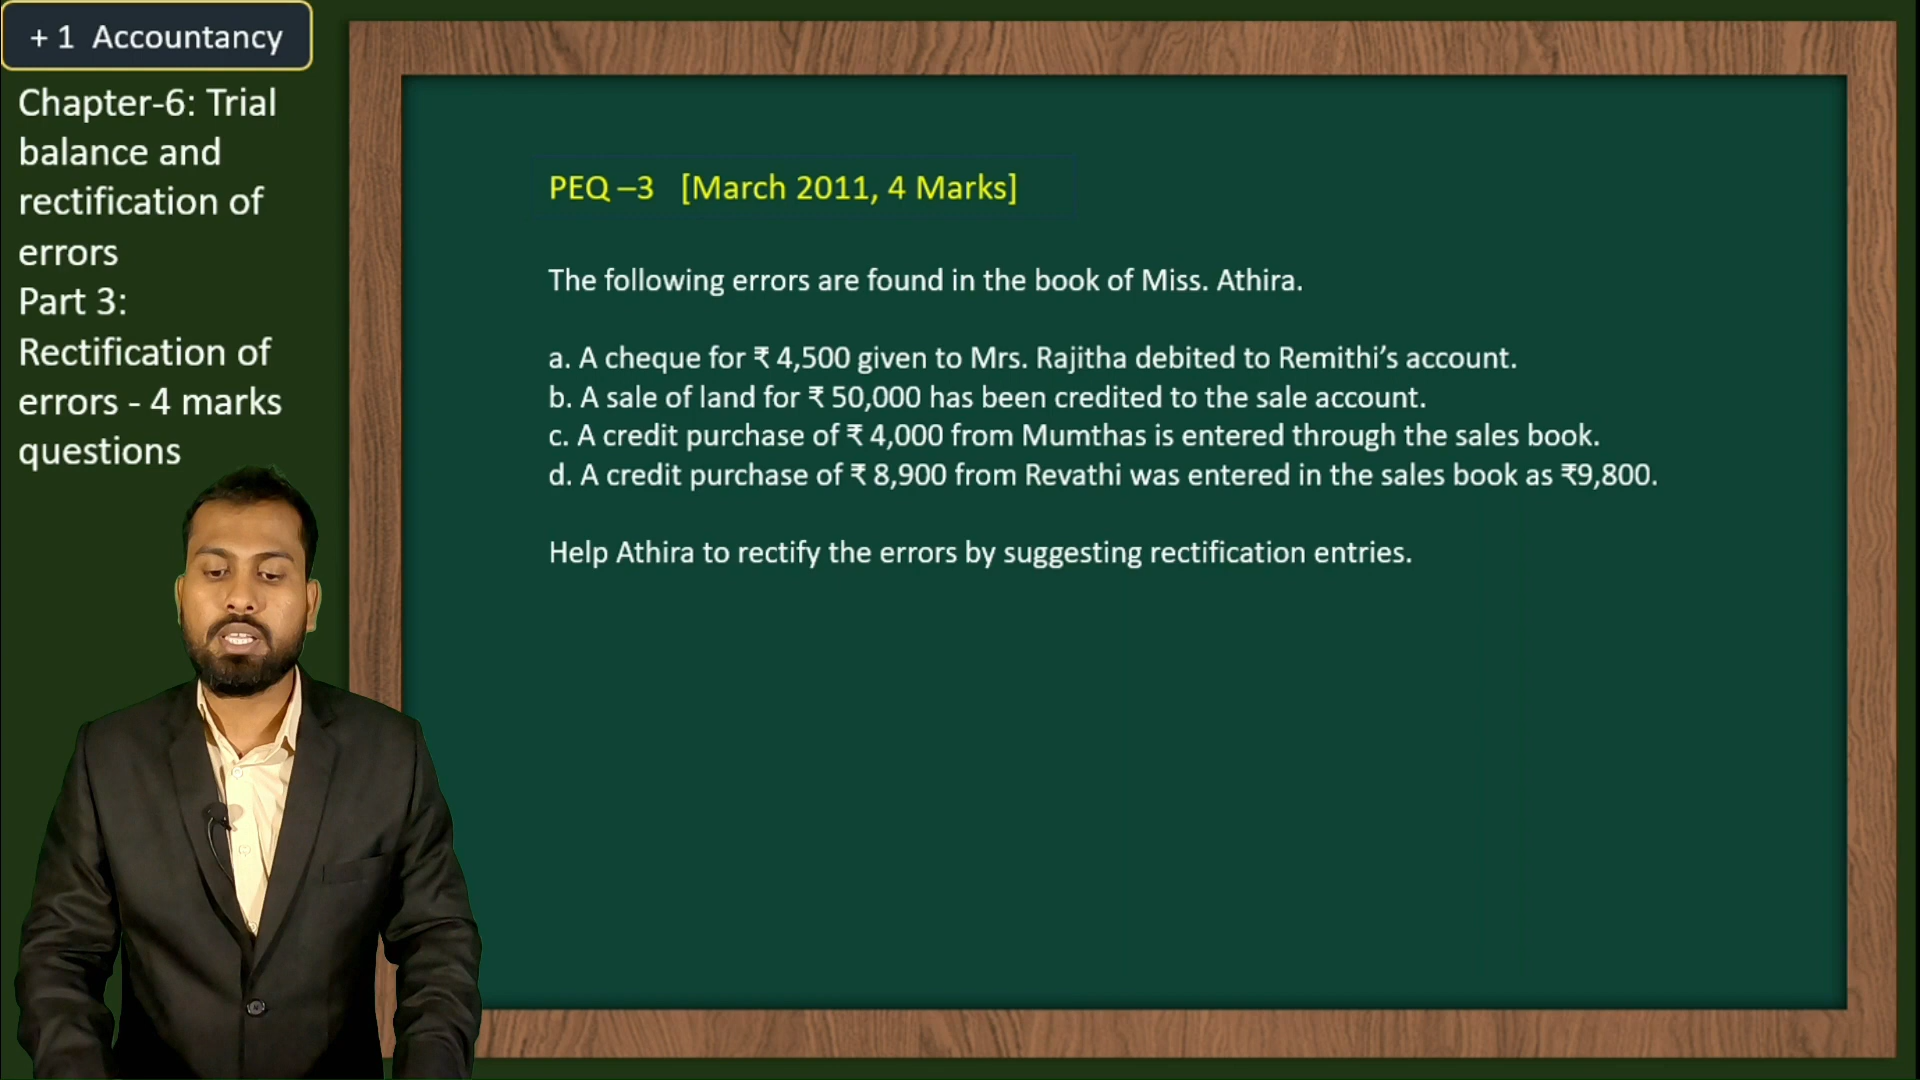 + 1 Accountancy
Chapter-6: Trial
balance and
rectification of
errors
Part 3:
Rectification of
errors - 4 marks
questions
PEQ –3 [March 2011, 4 Marks]
The following errors are found in the book of Miss. Athira.
a. A cheque for ₹ 4,500 given to Mrs. Rajitha debited to Remithi’s account.
b. A sale of land for ₹ 50,000 has been credited to the sale account.
c. A credit purchase of ₹ 4,000 from Mumthas is entered through the sales book.
d. A credit purchase of ₹ 8,900 from Revathi was entered in the sales book as ₹9,800.
Help Athira to rectify the errors by suggesting rectification entries.